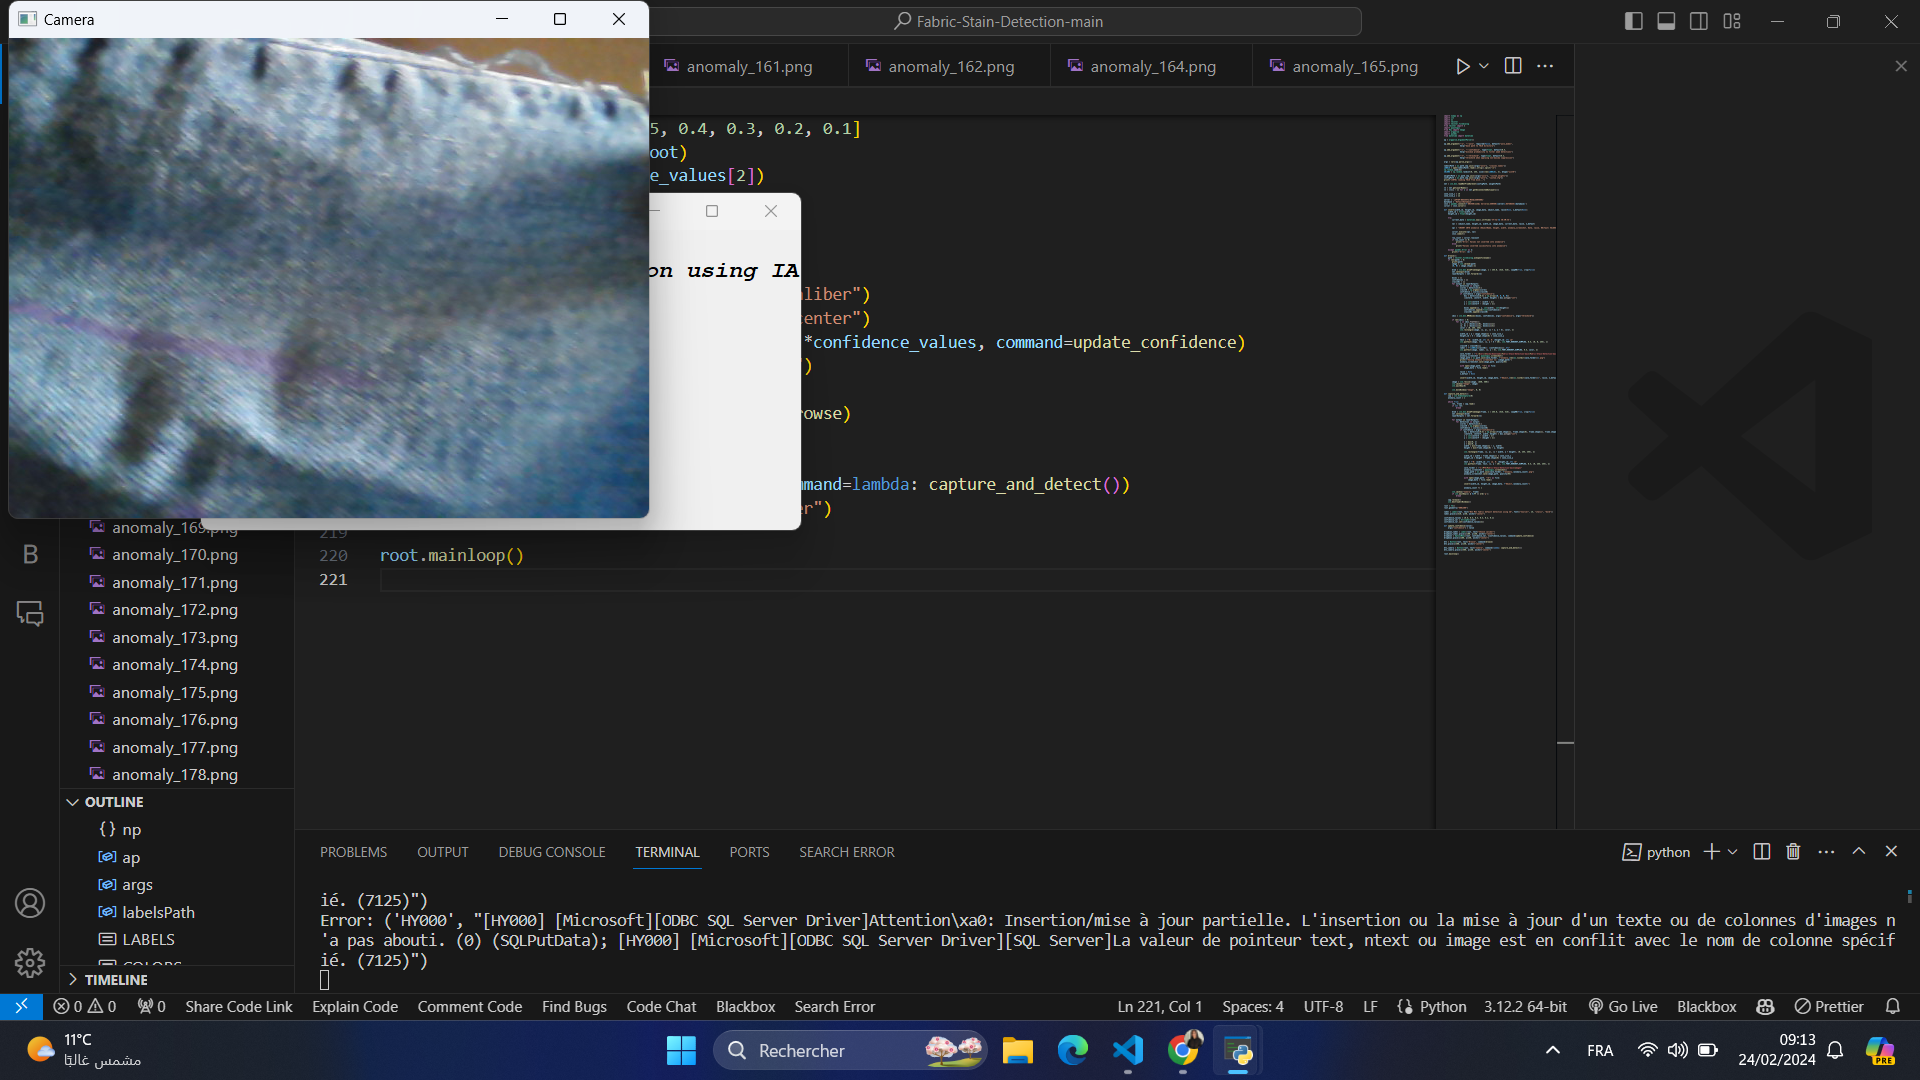 Camera
Fabric-Stain-Detection-main
anomaly_161.png
anomaly_162.png
anomaly_164.png
anomaly_165.png
5, 0.4, 0.3, 0.2, 0.1]
oot)
e_values[2])
on using IA
aliber")
center")
*confidence_values, command=update_confidence)
)
rowse)
mmand=lambda: capture_and_detect())
er")
219
220 root.mainloop()
221
anomaly_169.png
anomaly_170.png
anomaly_171.png
anomaly_172.png
anomaly_173.png
anomaly_174.png
anomaly_175.png
anomaly_176.png
anomaly_177.png
anomaly_178.png
OUTLINE
{} np
ap
args
labelsPath
LABELS
COLORS
TIMELINE
PROBLEMS
OUTPUT
DEBUG CONSOLE
TERMINAL
PORTS
SEARCH ERROR
python
ié. (7125)")
Error: ('HY000', "[HY000] [Microsoft][ODBC SQL Server Driver]Attention\xa0: Insertion/mise à jour partielle. L'insertion ou la mise à jour d'un texte ou de colonnes d'images n
'a pas abouti. (0) (SQLPutData); [HY000] [Microsoft][ODBC SQL Server Driver][SQL Server]La valeur de pointeur text, ntext ou image est en conflit avec le nom de colonne spécif
ié. (7125)")
0 0 0 Share Code Link Explain Code Comment Code Find Bugs Code Chat Blackbox Search Error
Ln 221, Col 1 Spaces: 4 UTF-8 LF {} Python 3.12.2 64-bit Go Live Blackbox Prettier
11°C
مشمس غالبًا
Rechercher
FRA
09:13
24/02/2024
PRE